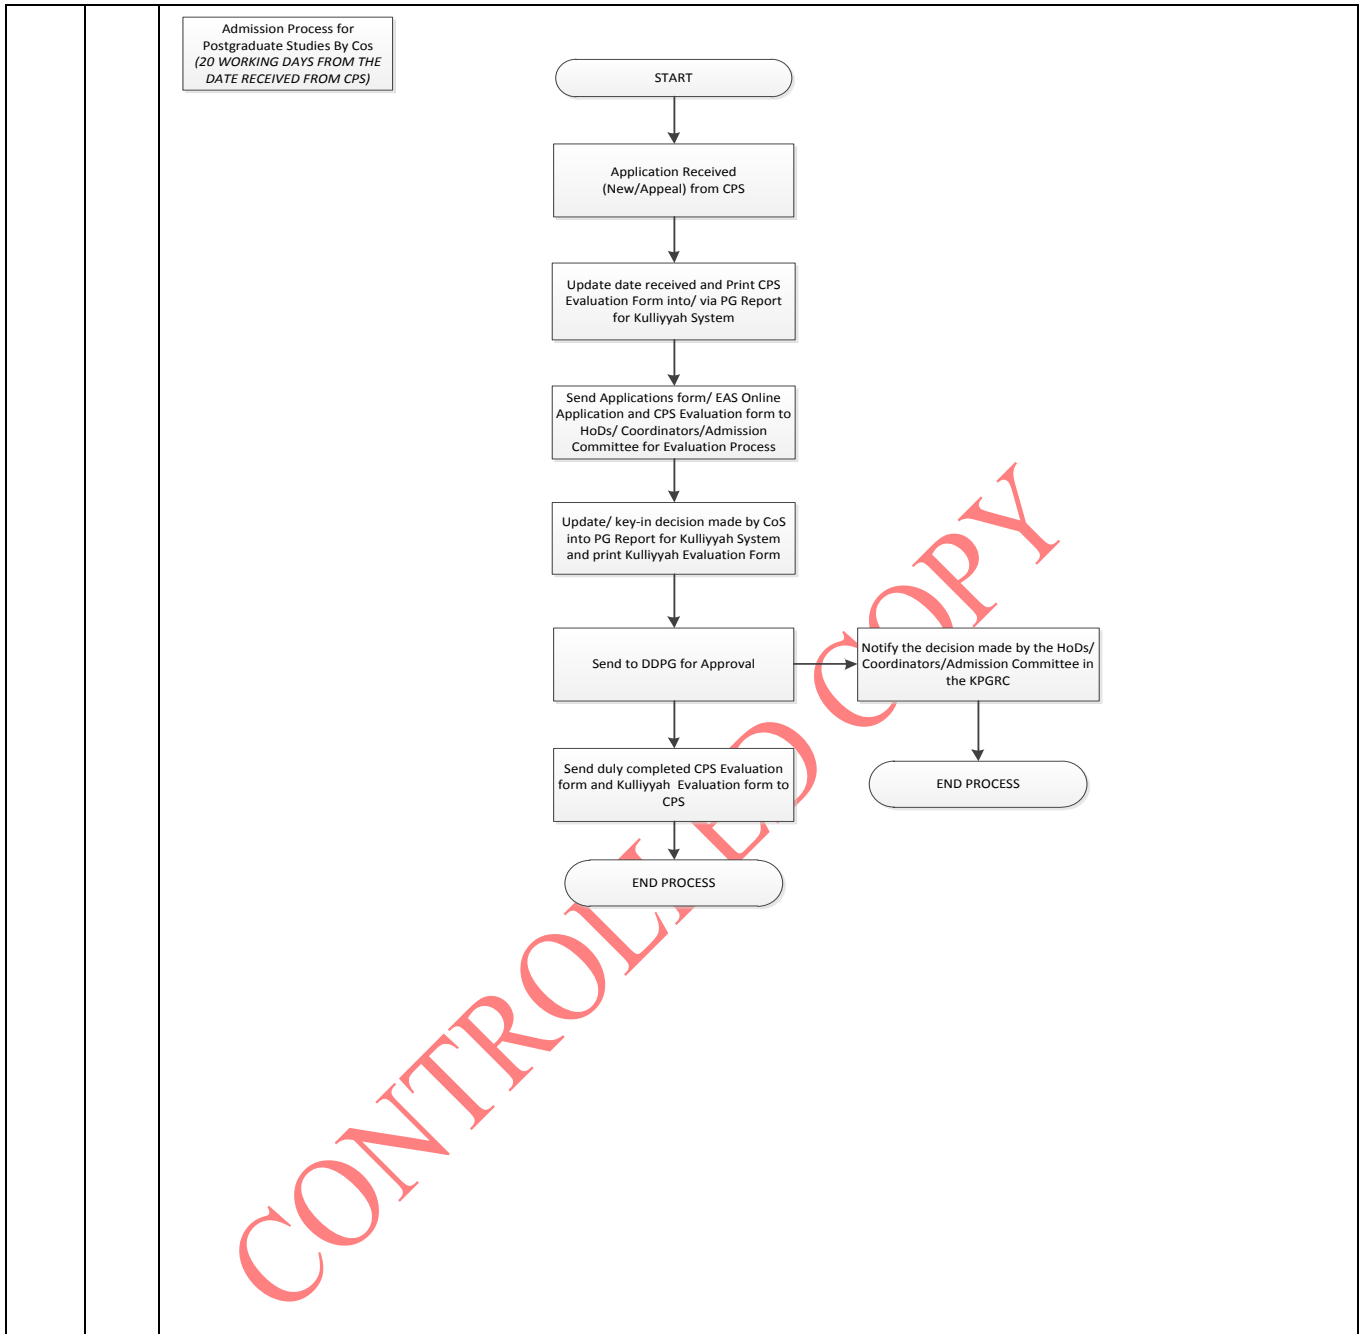 Admission Process for
Postgraduate Studies By Cos
(20 WORKING DAYS FROM THE
DATE RECEIVED FROM CPS)
START
Application Received
(New/Appeal) from CPS
Update date received and Print CPS
Evaluation Form into/ via PG Report
for Kulliyyah System
Send Applications form/ EAS Online
Application and CPS Evaluation form to
HoDs/ Coordinators/Admission
Committee for Evaluation Process
Update/ key-in decision made by CoS
into PG Report for Kulliyyah System
and print Kulliyyah Evaluation Form
Send to DDPG for Approval
Notify the decision made by the HoDs/
Coordinators/Admission Committee in
the KPGRC
Send duly completed CPS Evaluation
form and Kulliyyah Evaluation form to
CPS
END PROCESS
END PROCESS
CONTROLLED COPY